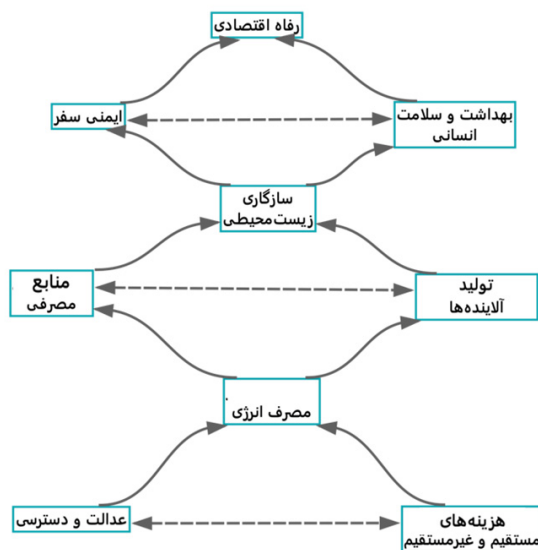 رفاه اقتصادی
بهداشت و سلامت
انسانی
ایمنی سفر
سازگاری
زیست‌محیطی
تولید
آلاینده‌ها
منابع
مصرفی
مصرف انرژی
هزینه‌های
مستقیم و غیرمستقیم
عدالت و دسترسی